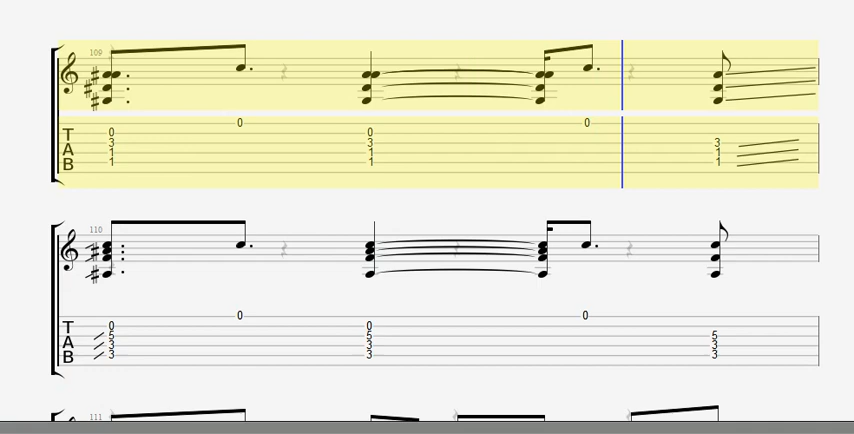 109
0
0 0 0
T 3 3 3
A 1 1
B 1 1 1
110
0 0
T 0 0
A 5 5 5
B 3 3 3
3 3 3
111